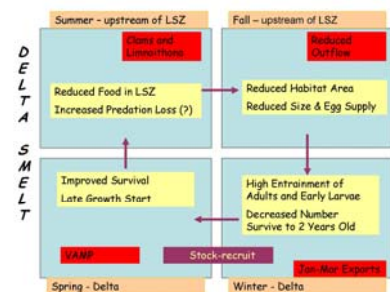 DELTA
SMELT
Summer – upstream of LSZ
Clams and
Limnoithona
Reduced Food in LSZ
Increased Predation Loss (?)
Fall – upstream of LSZ
Reduced
Outflow
Reduced Habitat Area
Reduced Size & Egg Supply
Improved Survival
Late Growth Start
VAMP
Spring - Delta
Stock-recruit
High Entrainment of
Adults and Early Larvae
Decreased Number
Survive to 2 Years Old
Jan-Mar Exports
Winter - Delta